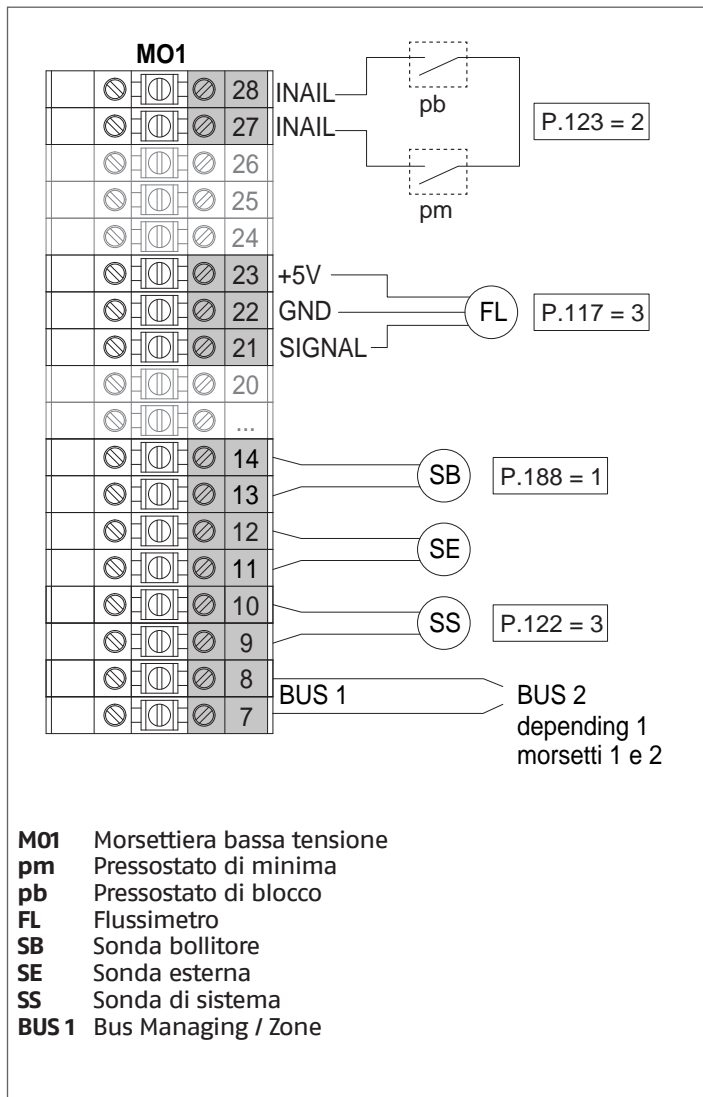 MO1
28 INAIL
pb
27 INAIL
P.123 = 2
26
pm
25
24
23 +5V
22 GND FL P.117 = 3
21 SIGNAL
20
...
14
SB P.188 = 1
13
12
SE
11
10
SS P.122 = 3
9
8
BUS 1 BUS 2
7
depending 1
morsetti 1 e 2
M01 Morsettiera bassa tensione
pm Pressostato di minima
pb Pressostato di blocco
FL Flussimetro
SB Sonda bollitore
SE Sonda esterna
SS Sonda di sistema
BUS 1 Bus Managing / Zone